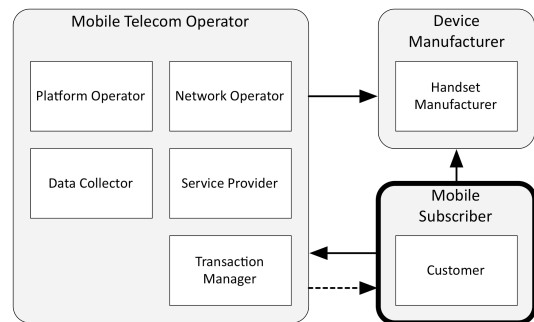 Mobile Telecom Operator
Platform Operator
Network Operator
Data Collector
Service Provider
Transaction
Manager
Device
Manufacturer
Handset
Manufacturer
Mobile
Subscriber
Customer